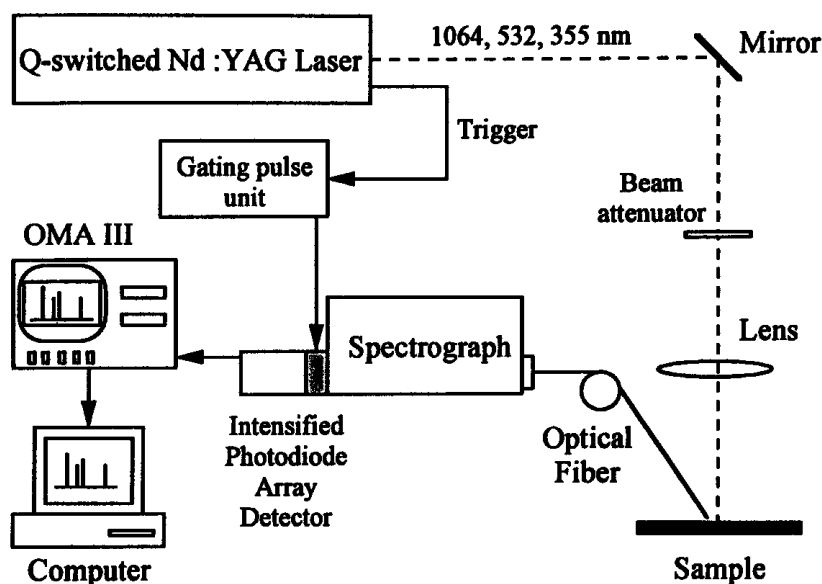 Q-switched Nd :YAG Laser
1064, 532, 355 nm
Mirror
Trigger
Gating pulse
unit
Beam
attenuator
OMA III
Spectrograph
Lens
Intensified
Photodiode
Array
Detector
Optical
Fiber
Computer
Sample